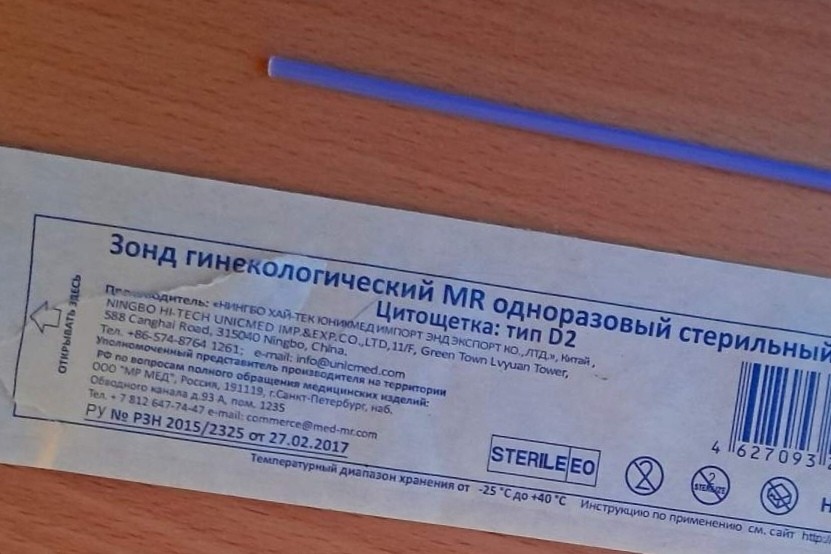 Зонд гинекологический MR одноразовый стерильный
Цитощетка: тип D2
Производитель: «НИНГБО ХАЙ-ТЕК ЮНИКМЕД ИМПОРТ ЭНД ЭКСПОРТ КО., ЛТД.», Китай,
NINGBO HI-TECH UNICMED IMP.&EXP.CO.,LTD,11/F, Green Town Lvyuan Tower,
588 Canghai Road, 315040 Ningbo, China.
Тел. +86-574-8764 1261; e-mail: info@unicmed.com
Уполномоченный представитель производителя на территории
РФ по вопросам полного обращения медицинских изделий:
ООО "МР МЕД", Россия, 191119, г.Санкт-Петербург, наб.
Обводного канала д.93 А, пом. 1235
Тел. + 7 812 647-74-47 e-mail: commerce@med-mr.com
РУ № РЗН 2015/2325 от 27.02.2017
ОТКРЫВАТЬ ЗДЕСЬ
STERILE EO
2
2
STERILIZE
4 627093
Температурный диапазон хранения от -25 °C до +40 °C Инструкцию по применению см. сайт http:/